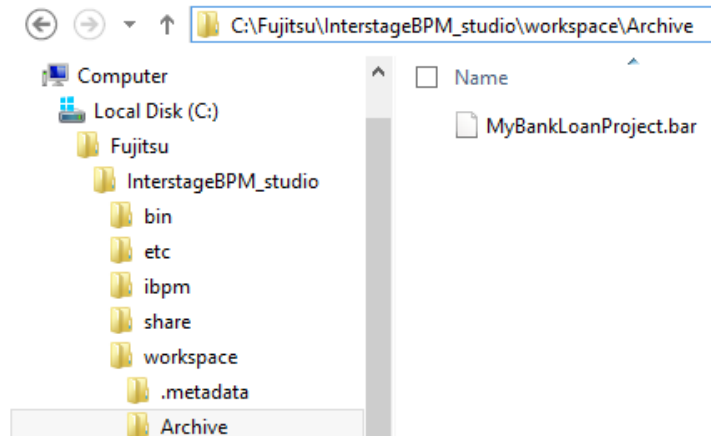 C:\Fujitsu\InterstageBPM_studio\workspace\Archive
Computer
Local Disk (C:)
Fujitsu
InterstageBPM_studio
bin
etc
ibpm
share
workspace
.metadata
Archive
Name
MyBankLoanProject.bar